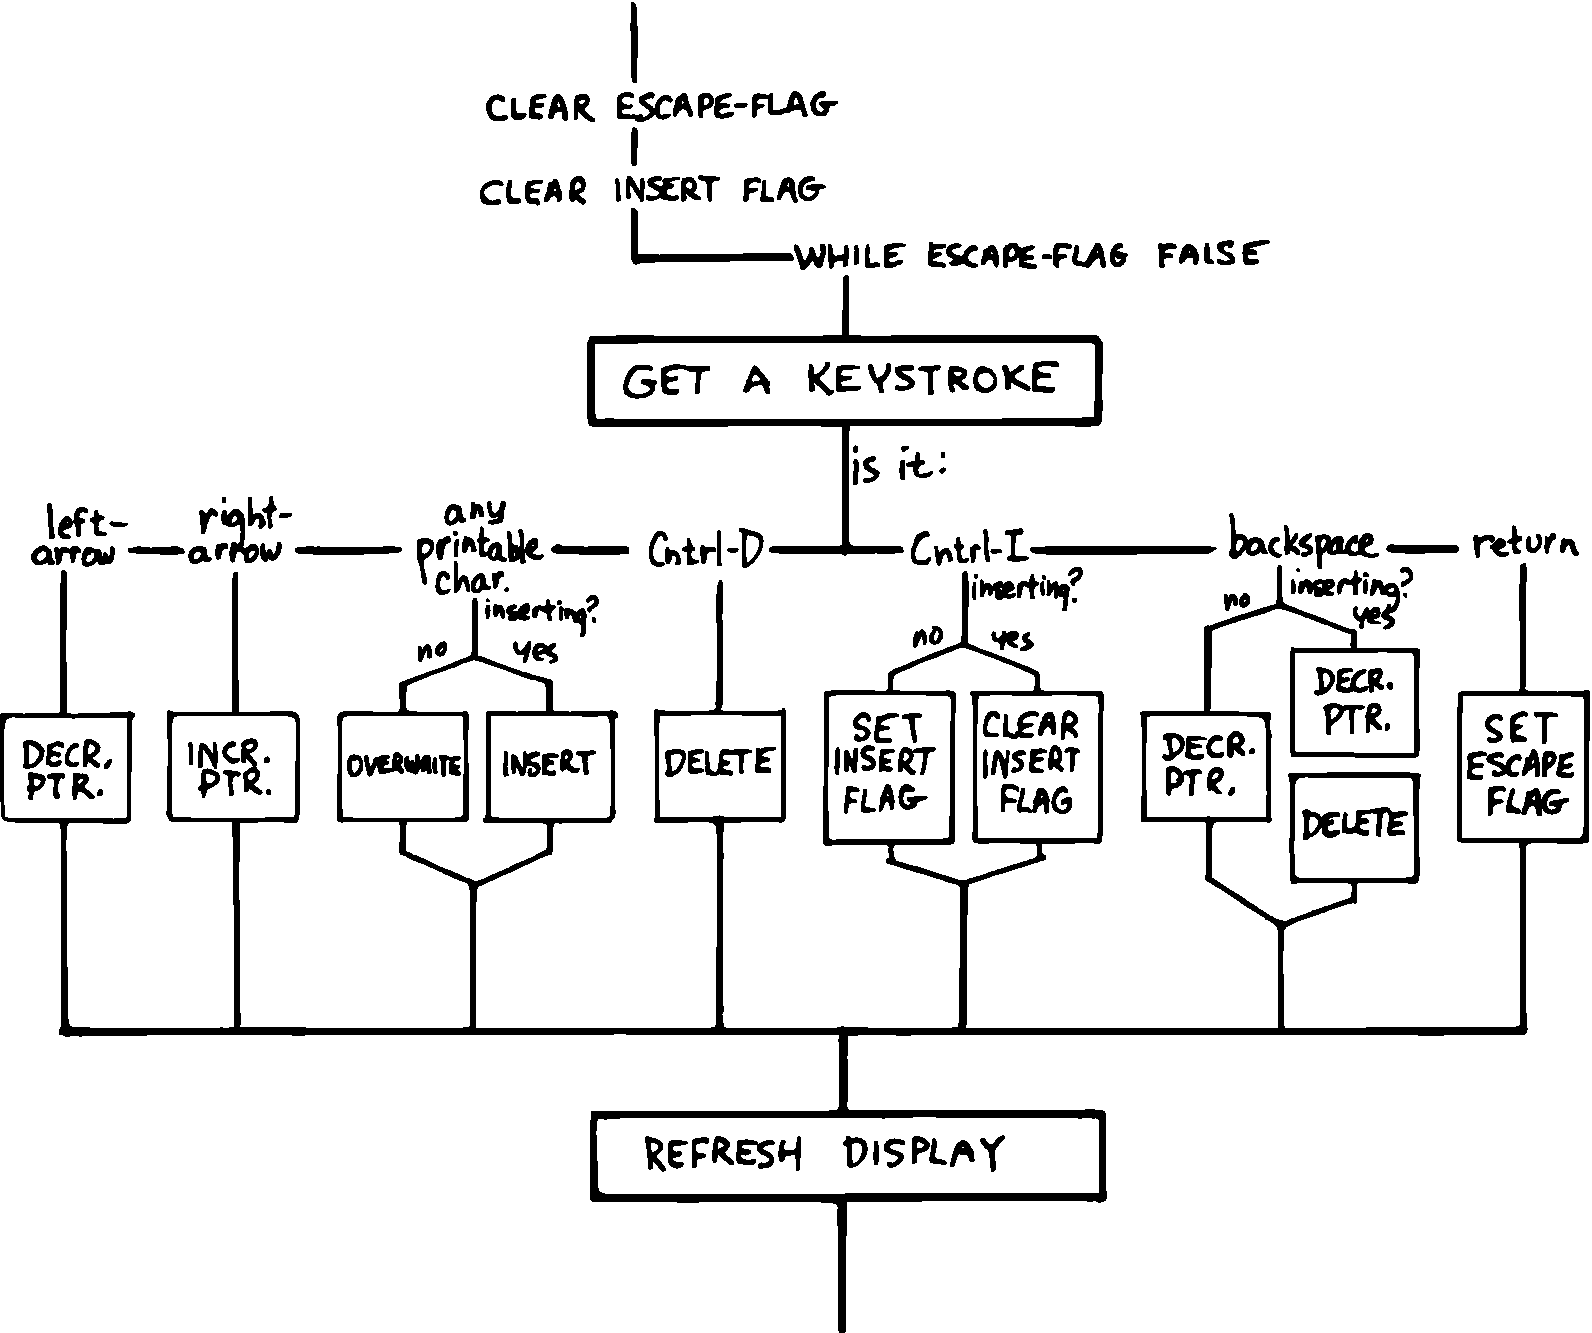 CLEAR ESCAPE-FLAG
CLEAR INSERT FLAG
WHILE ESCAPE-FLAG FALSE
GET A KEYSTROKE
is it:
left-
arrow
right-
arrow
any
printable
char.
Cntrl-D
Cntrl-I
backspace
return
inserting?
no
yes
inserting?
no
yes
inserting?
no
yes
DECR.
PTR.
INCR.
PTR.
OVERWRITE
INSERT
DELETE
SET
INSERT
FLAG
CLEAR
INSERT
FLAG
DECR.
PTR.
DECR.
PTR.
DELETE
SET
ESCAPE
FLAG
REFRESH DISPLAY